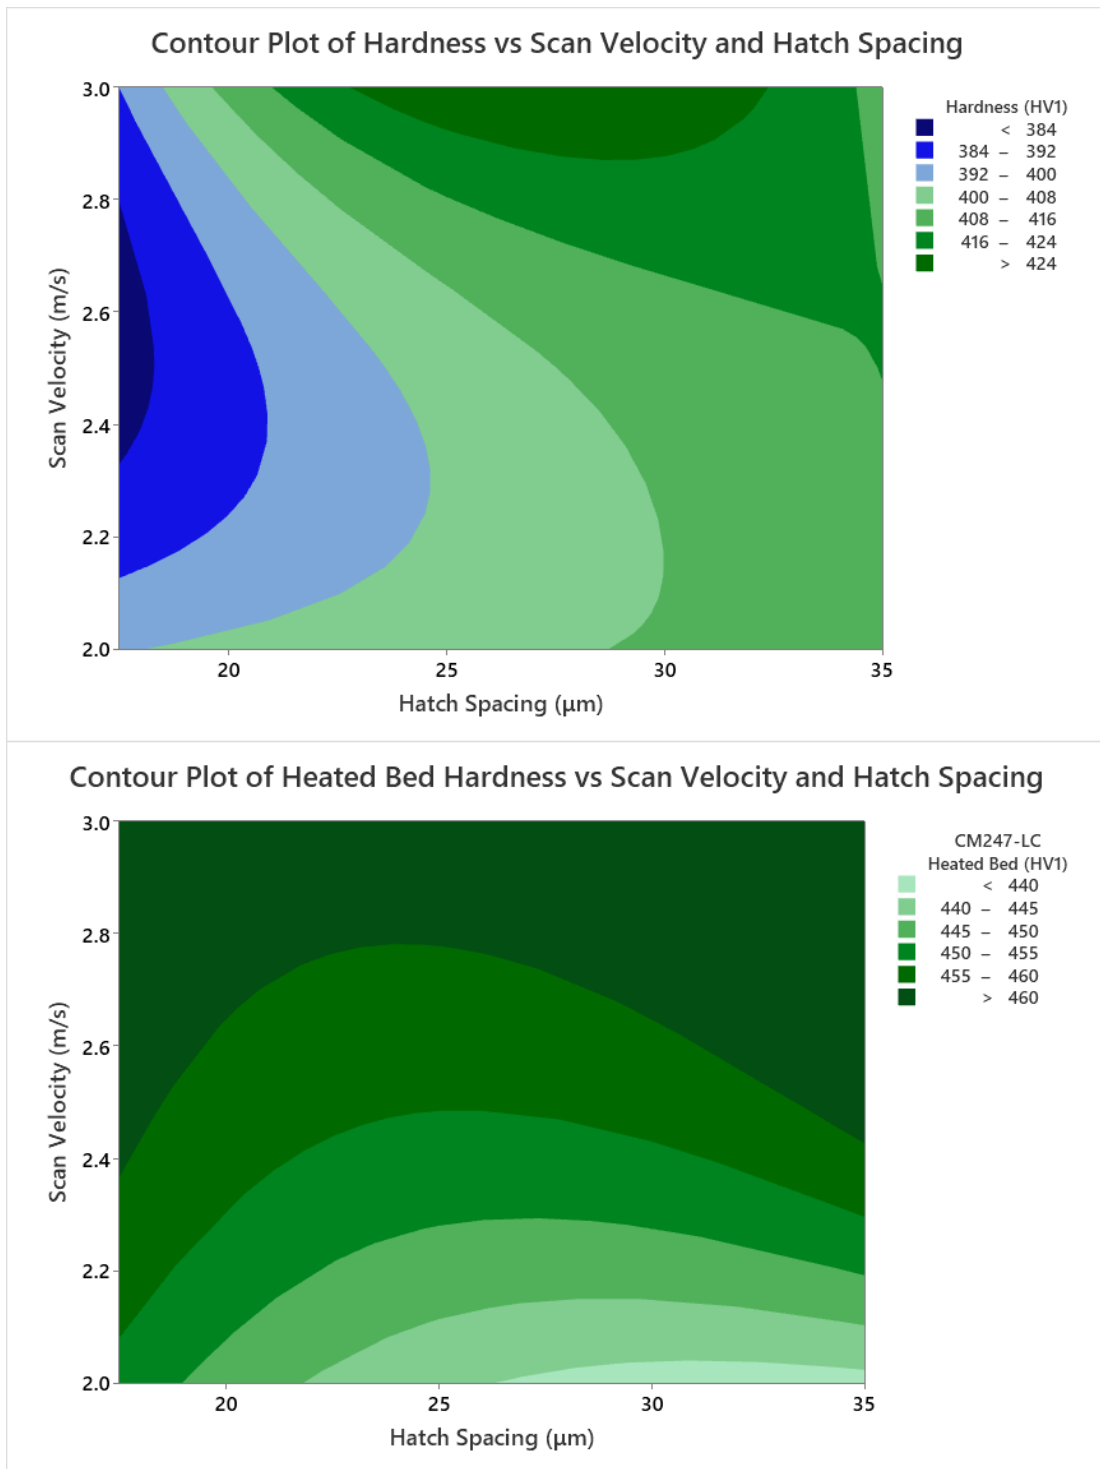 Contour Plot of Hardness vs Scan Velocity and Hatch Spacing
3.0
2.8
2.6
2.4
2.2
2.0
Scan Velocity (m/s)
20 25 30 35
Hatch Spacing (µm)
Hardness (HV1)
< 384
384 – 392
392 – 400
400 – 408
408 – 416
416 – 424
> 424
Contour Plot of Heated Bed Hardness vs Scan Velocity and Hatch Spacing
3.0
2.8
2.6
2.4
2.2
2.0
Scan Velocity (m/s)
20 25 30 35
Hatch Spacing (µm)
CM247-LC
Heated Bed (HV1)
< 440
440 – 445
445 – 450
450 – 455
455 – 460
> 460